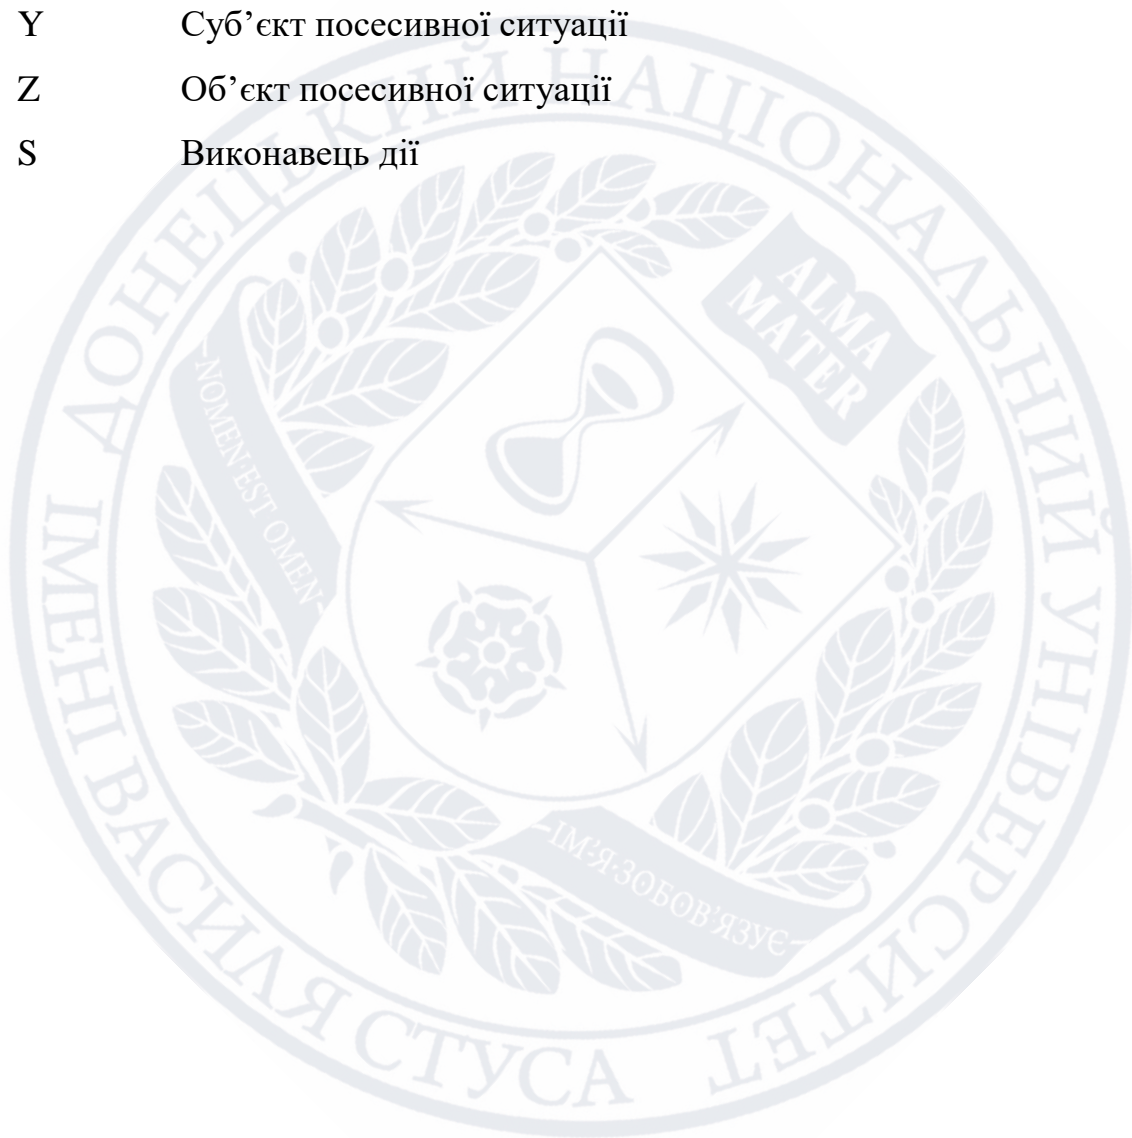 Y Суб’єкт посесивної ситуації
Z Об’єкт посесивної ситуації
S Виконавець дії
ДОНЕЦЬКИЙ НАЦІОНАЛЬНИЙ УНІВЕРСИТЕТ
ІМЕНІ ВАСИЛЯ СТУСА
ALMA
MATER
NOMEN·EST OMEN
ІМ’Я·ЗОБОВ’ЯЗУЄ